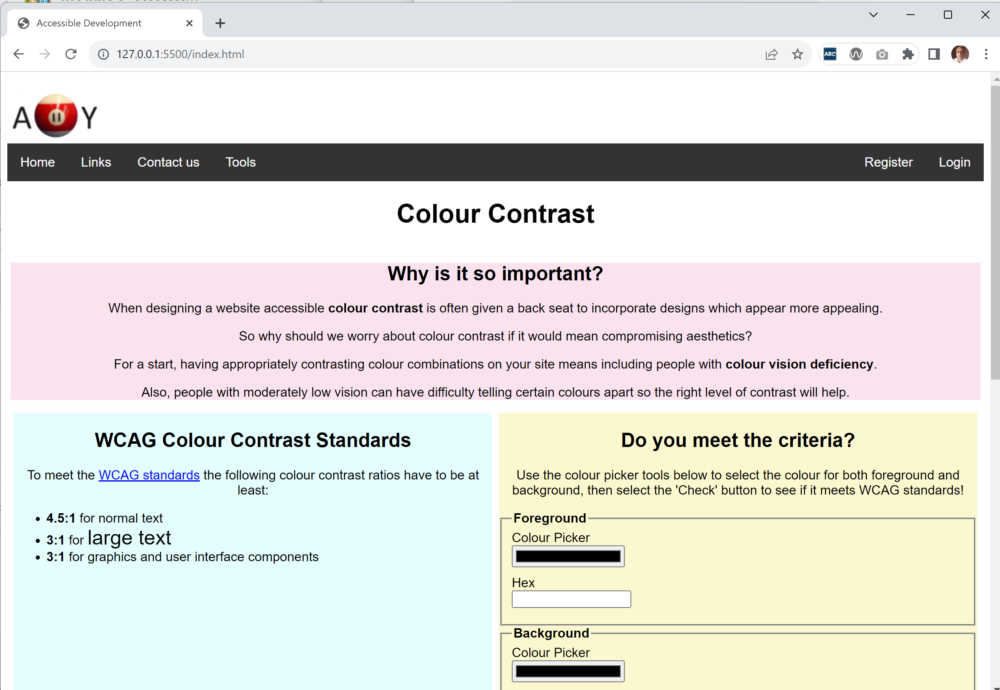 Accessible Development
127.0.0.1:5500/index.html
ARC
A 11 Y
Home Links Contact us Tools Register Login
Colour Contrast
Why is it so important?
When designing a website accessible colour contrast is often given a back seat to incorporate designs which appear more appealing.
So why should we worry about colour contrast if it would mean compromising aesthetics?
For a start, having appropriately contrasting colour combinations on your site means including people with colour vision deficiency.
Also, people with moderately low vision can have difficulty telling certain colours apart so the right level of contrast will help.
WCAG Colour Contrast Standards
To meet the WCAG standards the following colour contrast ratios have to be at
least:
4.5:1 for normal text
3:1 for large text
3:1 for graphics and user interface components
Do you meet the criteria?
Use the colour picker tools below to select the colour for both foreground and
background, then select the 'Check' button to see if it meets WCAG standards!
Foreground
Colour Picker
Hex
Background
Colour Picker